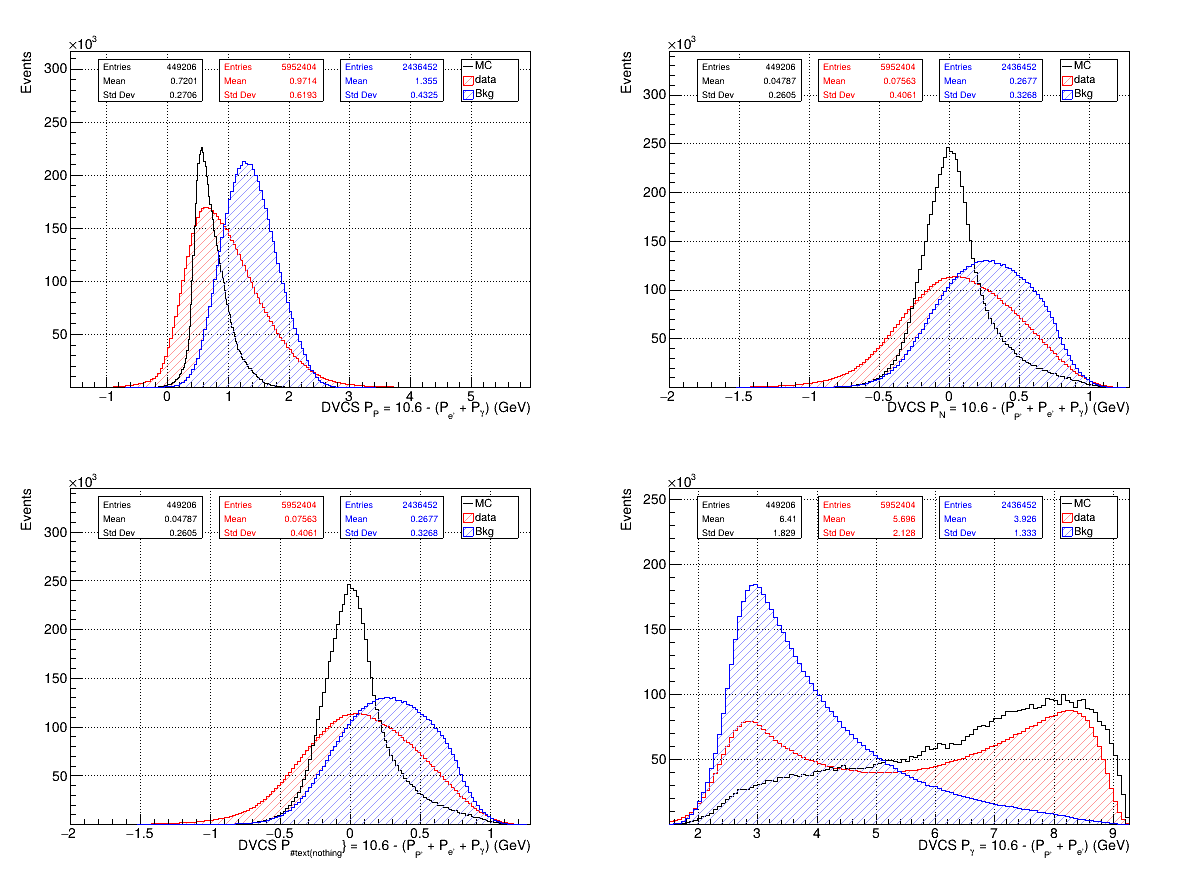 ×10³
Events
300
250
200
150
100
50
Entries 449206
Mean 0.7201
Std Dev 0.2706
Entries 5952404
Mean 0.9714
Std Dev 0.6193
Entries 2436452
Mean 1.355
Std Dev 0.4325
MC
data
Bkg
−1 0 1 2 3 4 5
DVCS P_P = 10.6 - (P_e' + P_γ) (GeV)
×10³
Events
300
250
200
150
100
50
Entries 449206
Mean 0.04787
Std Dev 0.2605
Entries 5952404
Mean 0.07563
Std Dev 0.4061
Entries 2436452
Mean 0.2677
Std Dev 0.3268
MC
data
Bkg
−2 −1.5 −1 −0.5 0 0.5 1
DVCS P_N = 10.6 - (P_P' + P_e' + P_γ) (GeV)
×10³
Events
300
250
200
150
100
50
Entries 449206
Mean 0.04787
Std Dev 0.2605
Entries 5952404
Mean 0.07563
Std Dev 0.4061
Entries 2436452
Mean 0.2677
Std Dev 0.3268
MC
data
Bkg
−2 −1.5 −1 −0.5 0 0.5 1
DVCS P_#text(nothing} = 10.6 - (P_P' + P_e' + P_γ) (GeV)
×10³
Events
250
200
150
100
50
Entries 449206
Mean 6.41
Std Dev 1.829
Entries 5952404
Mean 5.696
Std Dev 2.128
Entries 2436452
Mean 3.926
Std Dev 1.333
MC
data
Bkg
2 3 4 5 6 7 8 9
DVCS P_γ = 10.6 - (P_P' + P_e') (GeV)